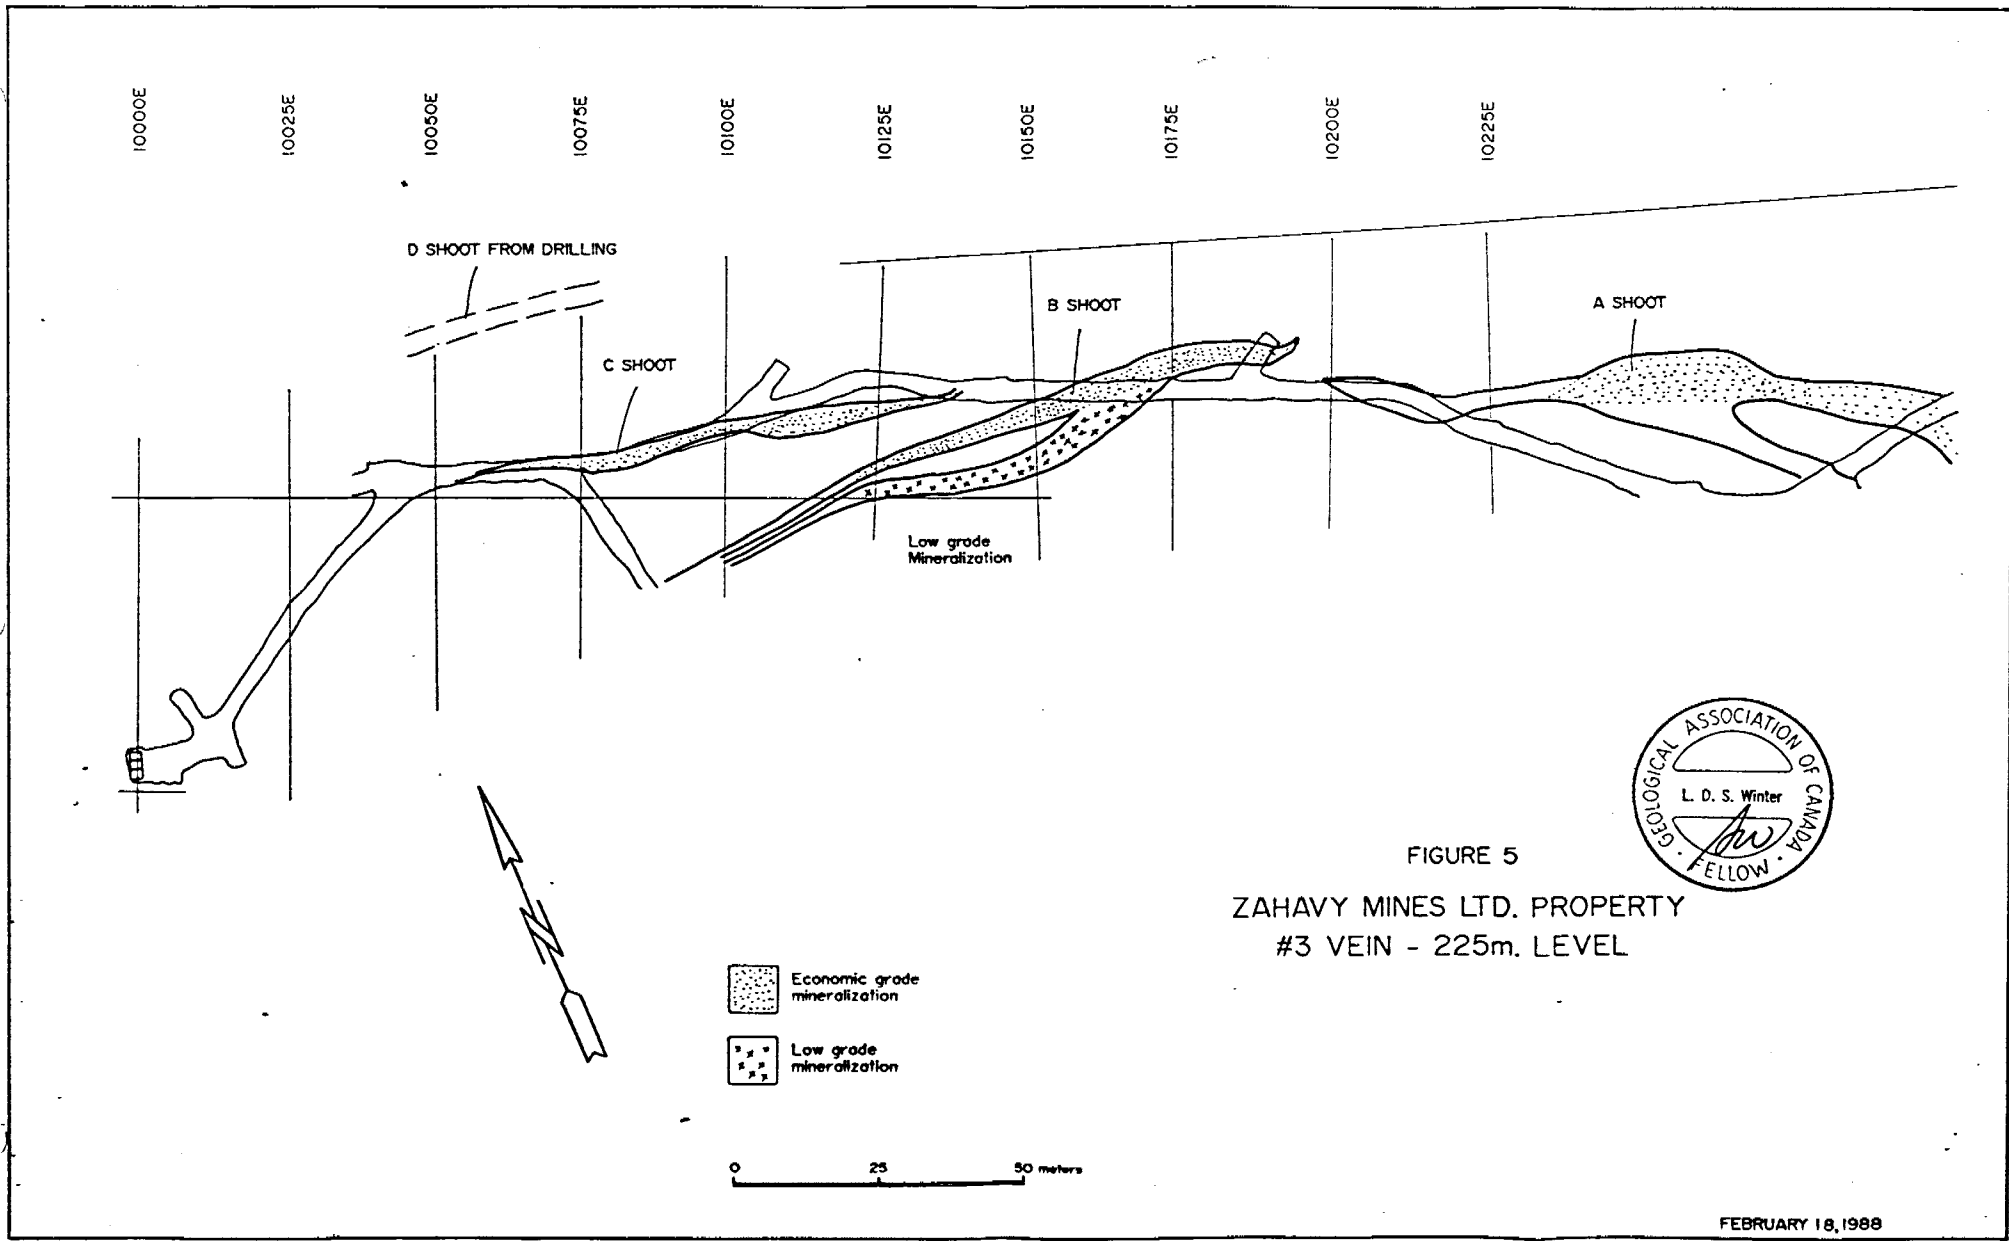 10000E
10025E
10050E
10075E
10100E
10125E
10150E
10175E
10200E
10225E
D SHOOT FROM DRILLING
C SHOOT
B SHOOT
A SHOOT
Low grade
Mineralization
GEOLOGICAL ASSOCIATION OF CANADA
L. D. S. Winter
FELLOW
FIGURE 5
ZAHAVY MINES LTD. PROPERTY
#3 VEIN - 225m. LEVEL
Economic grade
mineralization
Low grade
mineralization
0 25 50 meters
FEBRUARY 18, 1988